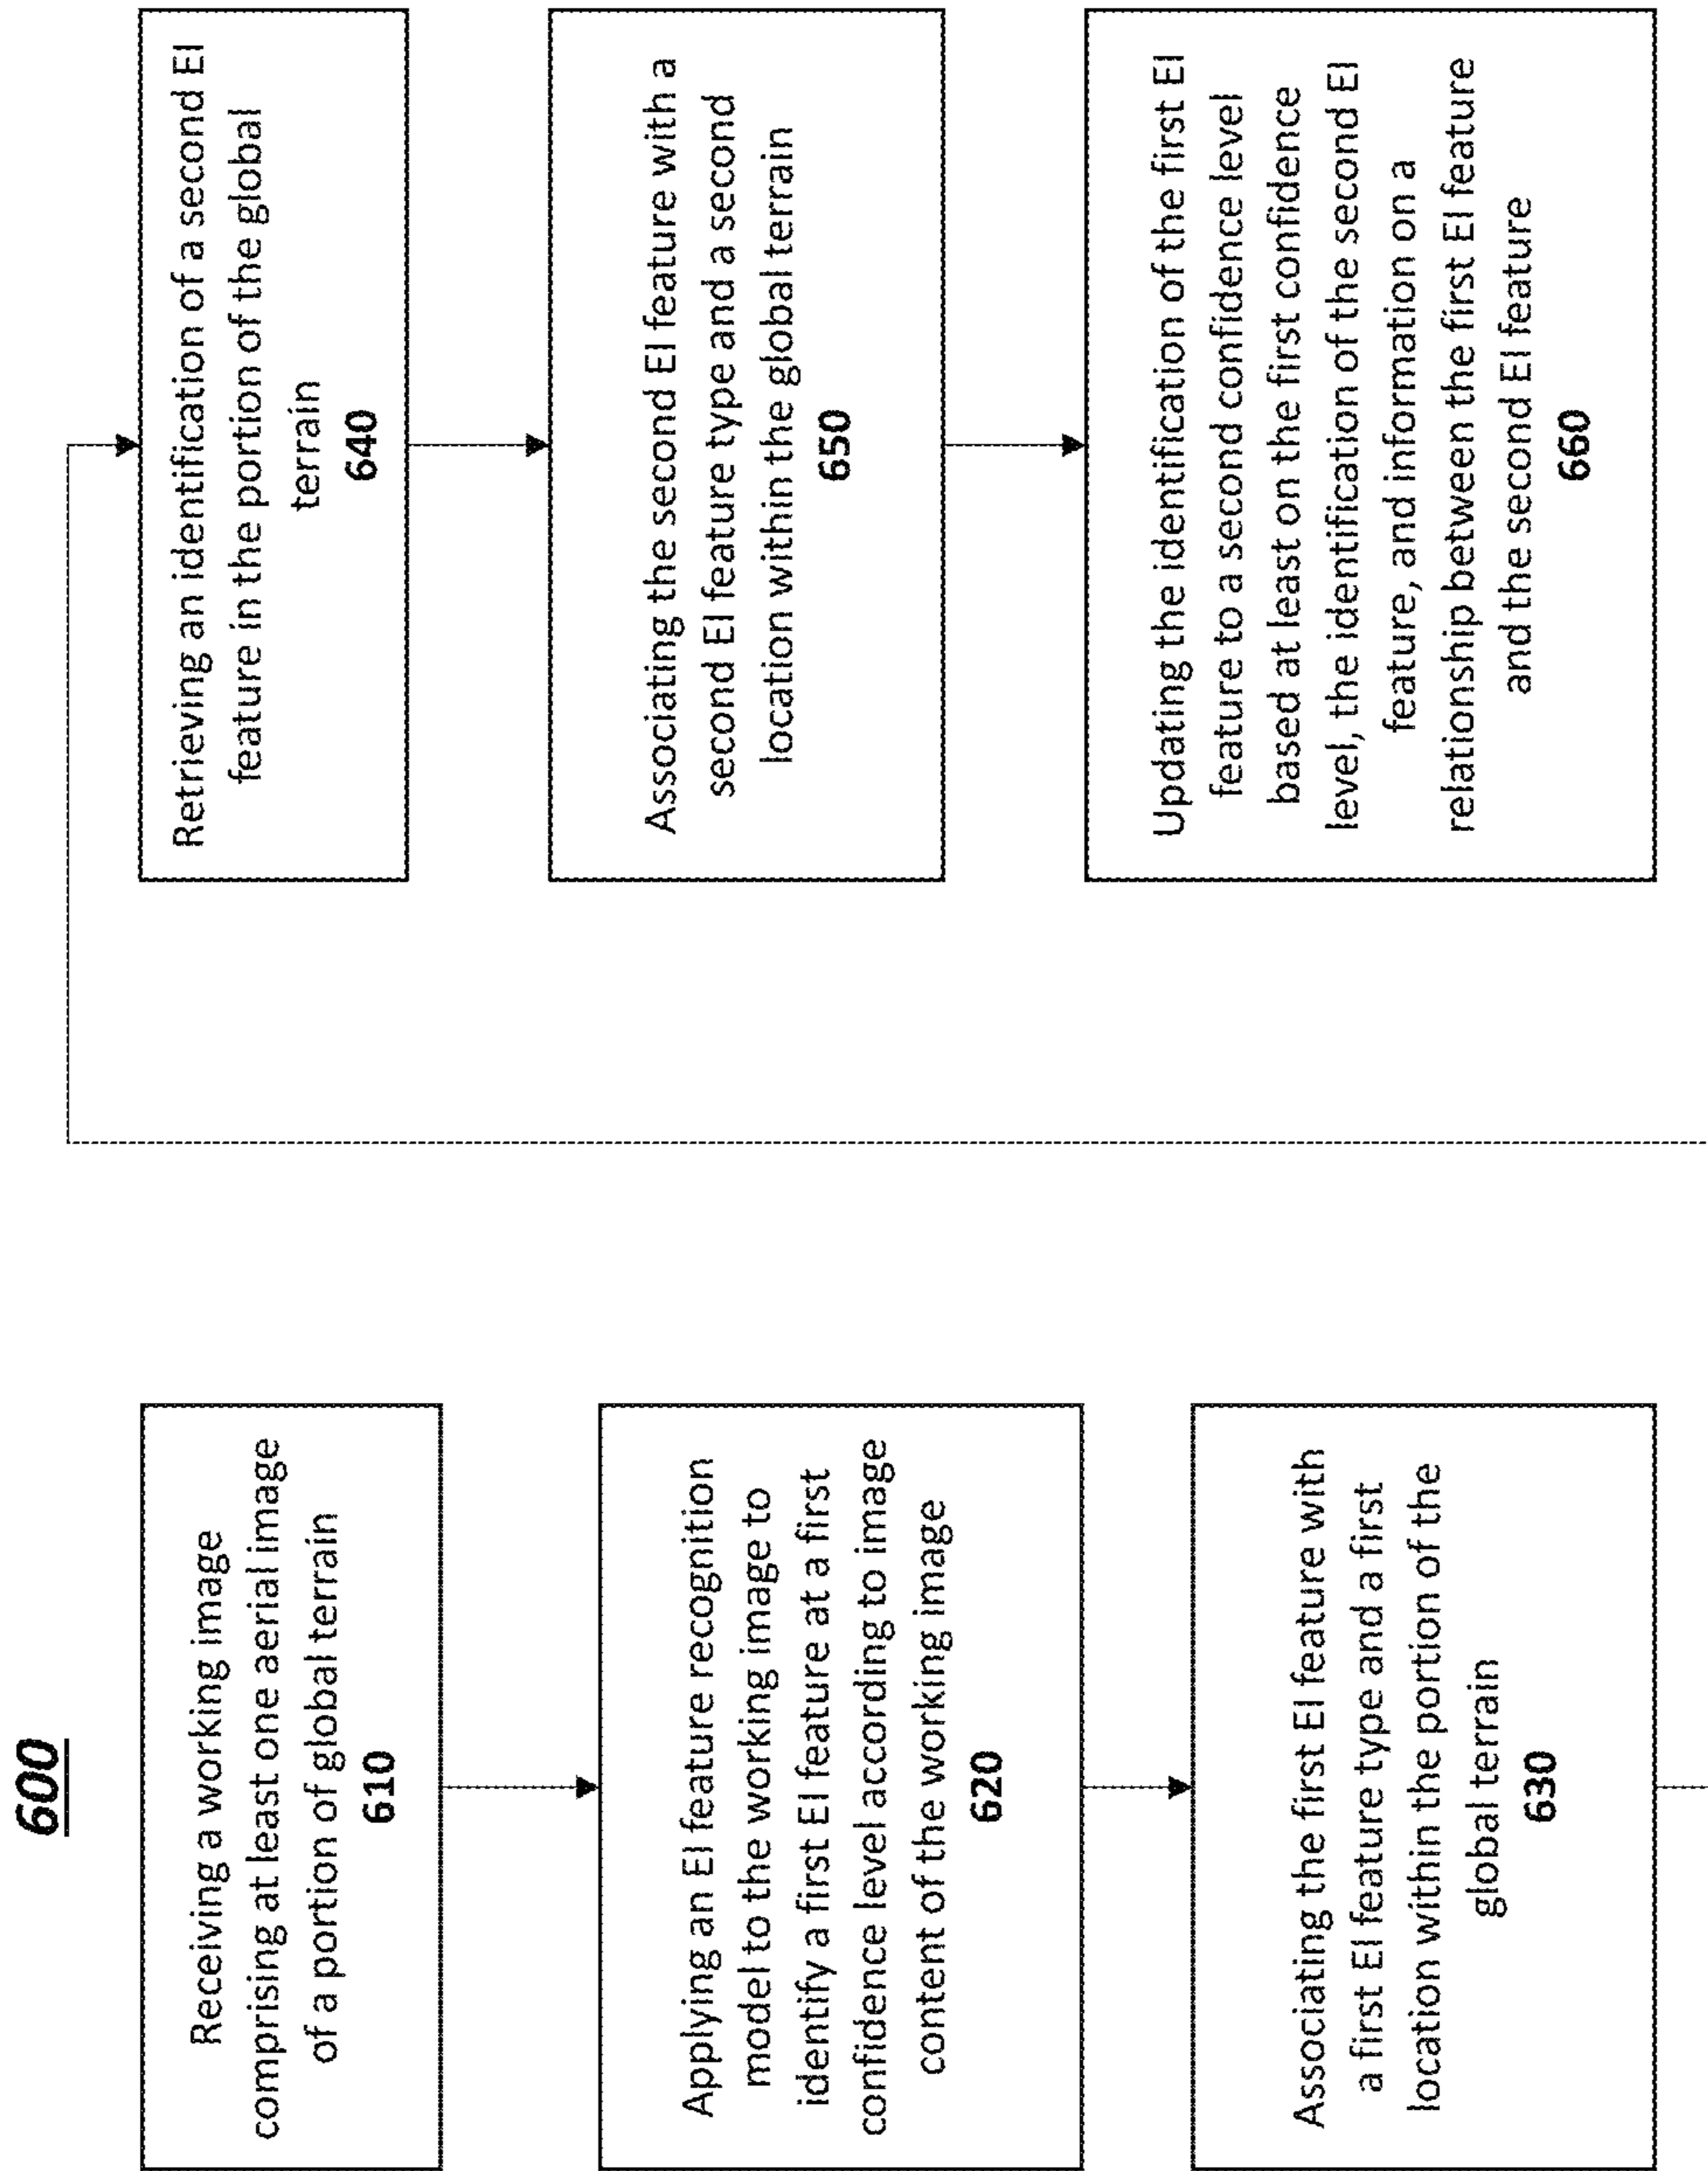 600
Receiving a working image
comprising at least one aerial image
of a portion of global terrain
610
Applying an EI feature recognition
model to the working image to
identify a first EI feature at a first
confidence level according to image
content of the working image
620
Associating the first EI feature with
a first EI feature type and a first
location within the portion of the
global terrain
630
Retrieving an identification of a second EI
feature in the portion of the global
terrain
640
Associating the second EI feature with a
second EI feature type and a second
location within the global terrain
650
Updating the identification of the first EI
feature to a second confidence level
based at least on the first confidence
level, the identification of the second EI
feature, and information on a
relationship between the first EI feature
and the second EI feature
660